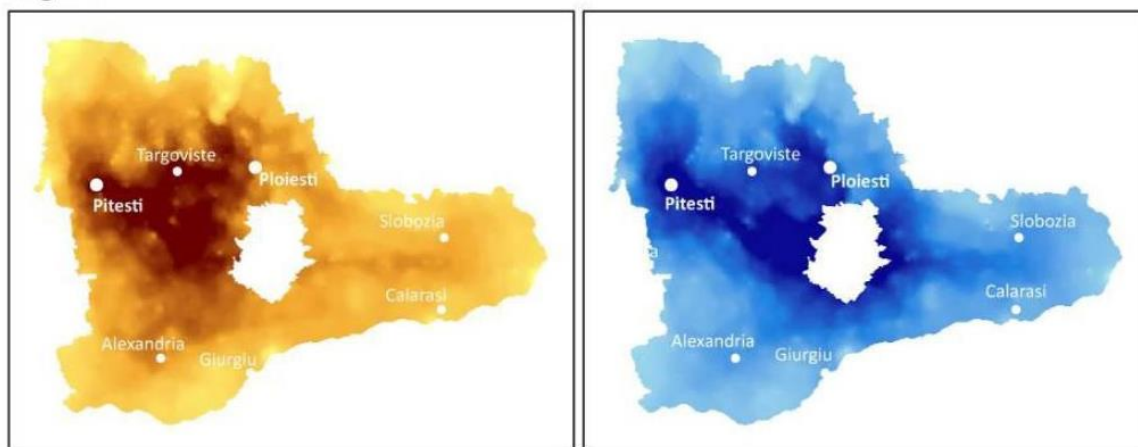 Targoviste
Ploiesti
Pitesti
Slobozia
Calarasi
Alexandria
Giurgiu
Targoviste
Ploiesti
Pitesti
Slobozia
a
Calarasi
Alexandria
Giurgiu